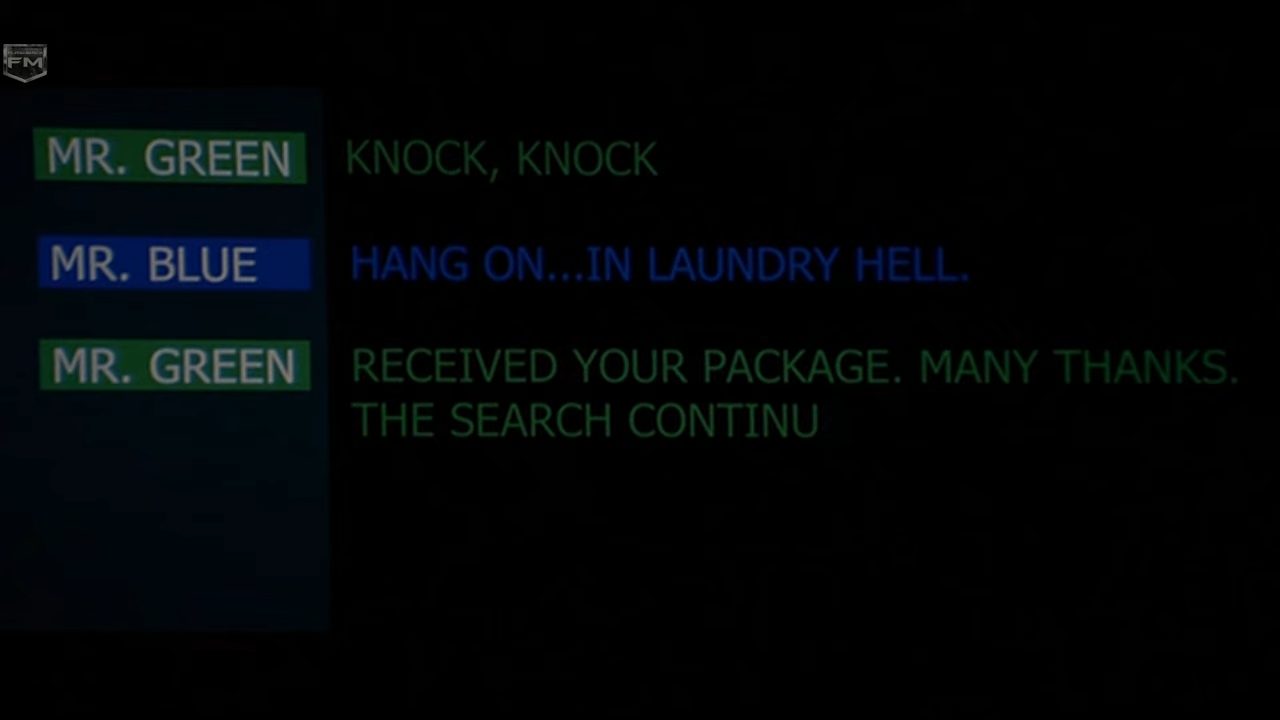 FM
MR. GREEN KNOCK, KNOCK
MR. BLUE HANG ON...IN LAUNDRY HELL.
MR. GREEN RECEIVED YOUR PACKAGE. MANY THANKS.
THE SEARCH CONTINU